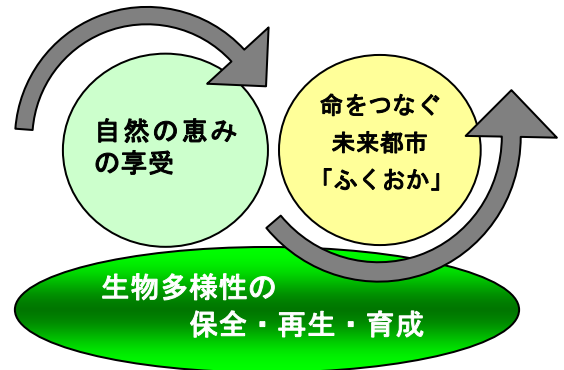 自然の恵み
の享受
命をつなぐ
未来都市
「ふくおか」
生物多様性の
保全・再生・育成